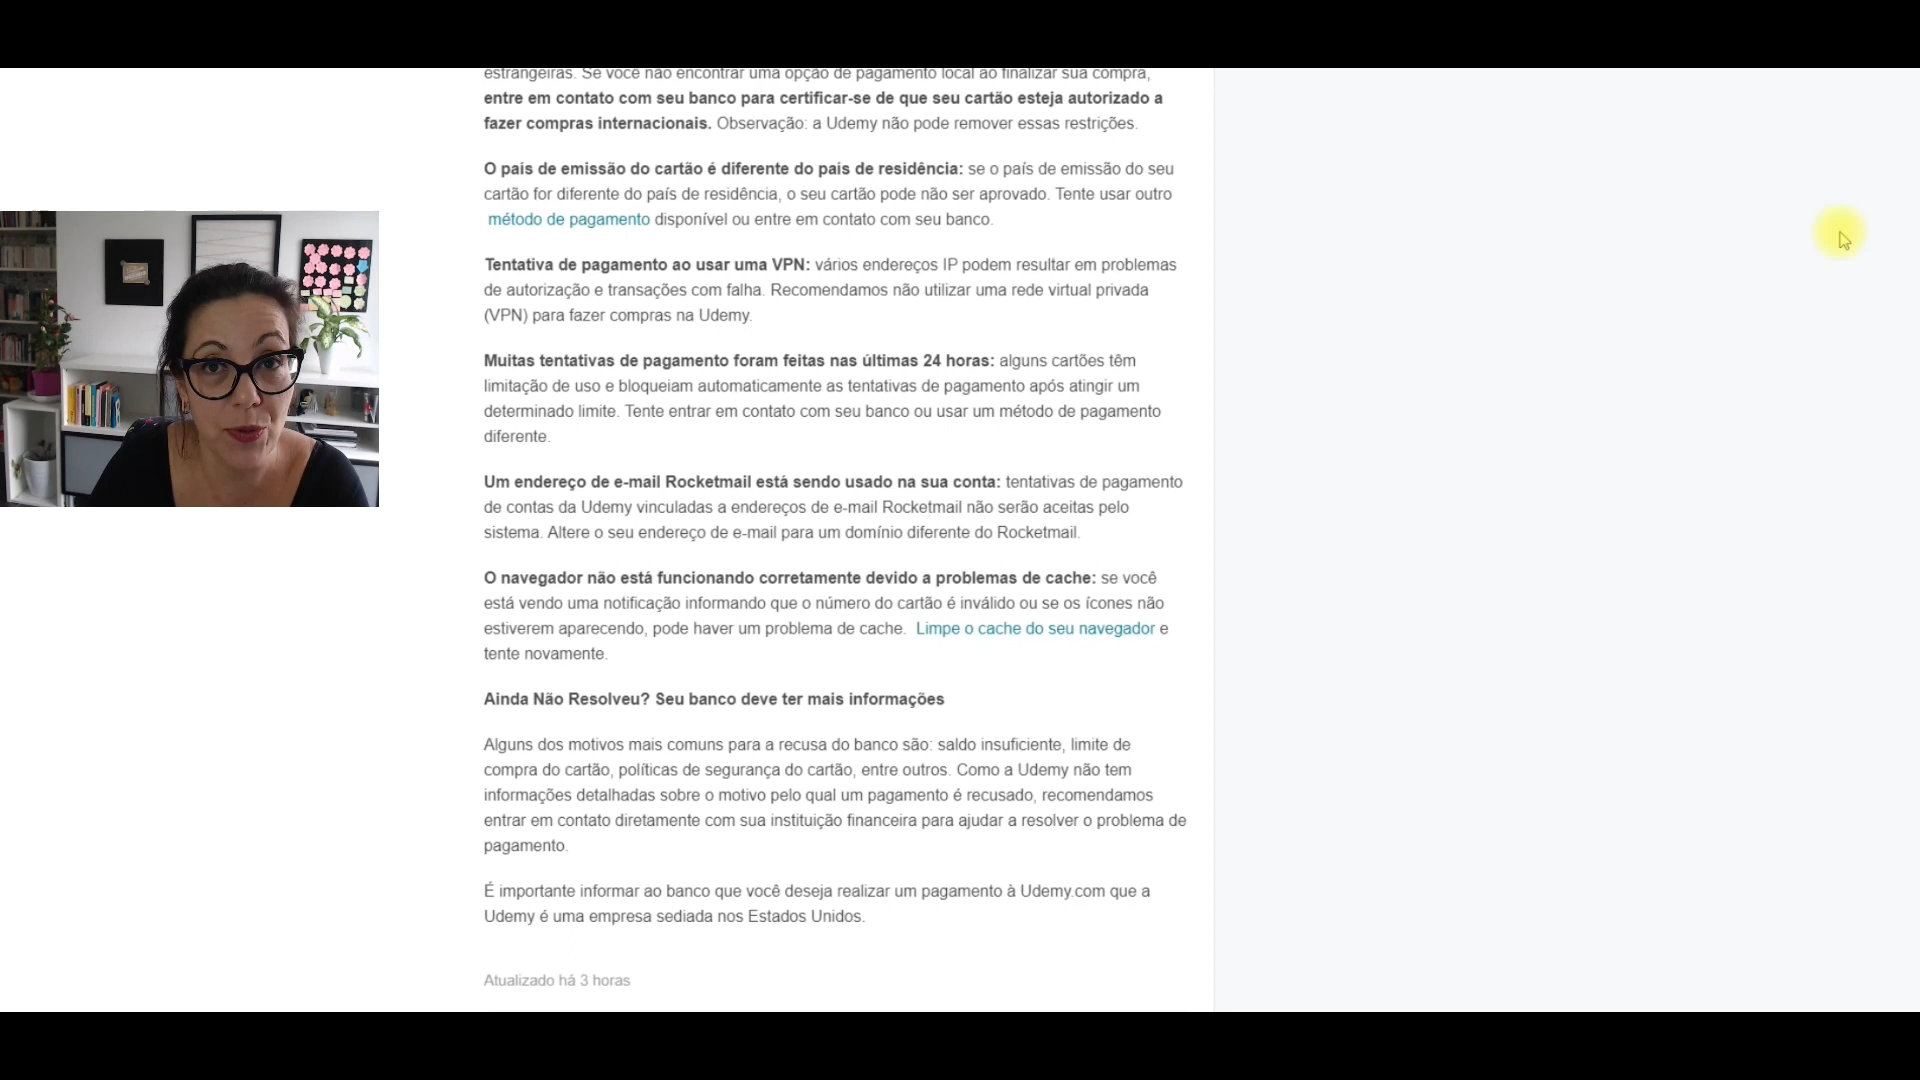 estrangeiras. Se você não encontrar uma opção de pagamento local ao finalizar sua compra,
entre em contato com seu banco para certificar-se de que seu cartão esteja autorizado a
fazer compras internacionais. Observação: a Udemy não pode remover essas restrições.
O país de emissão do cartão é diferente do país de residência: se o país de emissão do seu
cartão for diferente do país de residência, o seu cartão pode não ser aprovado. Tente usar outro
método de pagamento disponível ou entre em contato com seu banco.
Tentativa de pagamento ao usar uma VPN: vários endereços IP podem resultar em problemas
de autorização e transações com falha. Recomendamos não utilizar uma rede virtual privada
(VPN) para fazer compras na Udemy.
Muitas tentativas de pagamento foram feitas nas últimas 24 horas: alguns cartões têm
limitação de uso e bloqueiam automaticamente as tentativas de pagamento após atingir um
determinado limite. Tente entrar em contato com seu banco ou usar um método de pagamento
diferente.
Um endereço de e-mail Rocketmail está sendo usado na sua conta: tentativas de pagamento
de contas da Udemy vinculadas a endereços de e-mail Rocketmail não serão aceitas pelo
sistema. Altere o seu endereço de e-mail para um domínio diferente do Rocketmail.
O navegador não está funcionando corretamente devido a problemas de cache: se você
está vendo uma notificação informando que o número do cartão é inválido ou se os ícones não
estiverem aparecendo, pode haver um problema de cache. Limpe o cache do seu navegador e
tente novamente.
Ainda Não Resolveu? Seu banco deve ter mais informações
Alguns dos motivos mais comuns para a recusa do banco são: saldo insuficiente, limite de
compra do cartão, políticas de segurança do cartão, entre outros. Como a Udemy não tem
informações detalhadas sobre o motivo pelo qual um pagamento é recusado, recomendamos
entrar em contato diretamente com sua instituição financeira para ajudar a resolver o problema de
pagamento.
É importante informar ao banco que você deseja realizar um pagamento à Udemy.com que a
Udemy é uma empresa sediada nos Estados Unidos.
Atualizado há 3 horas